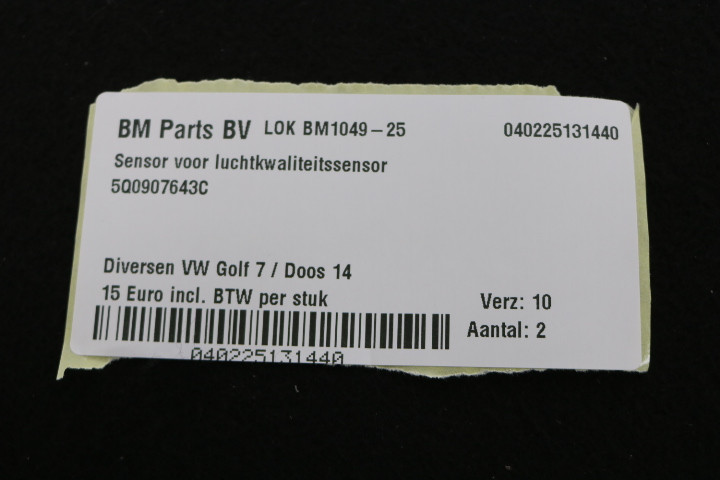 BM Parts BV LOK BM1049-25 040225131440
Sensor voor luchtkwaliteitssensor
5Q0907643C
Diversen VW Golf 7 / Doos 14
15 Euro incl. BTW per stuk Verz: 10
Aantal: 2
040225131440